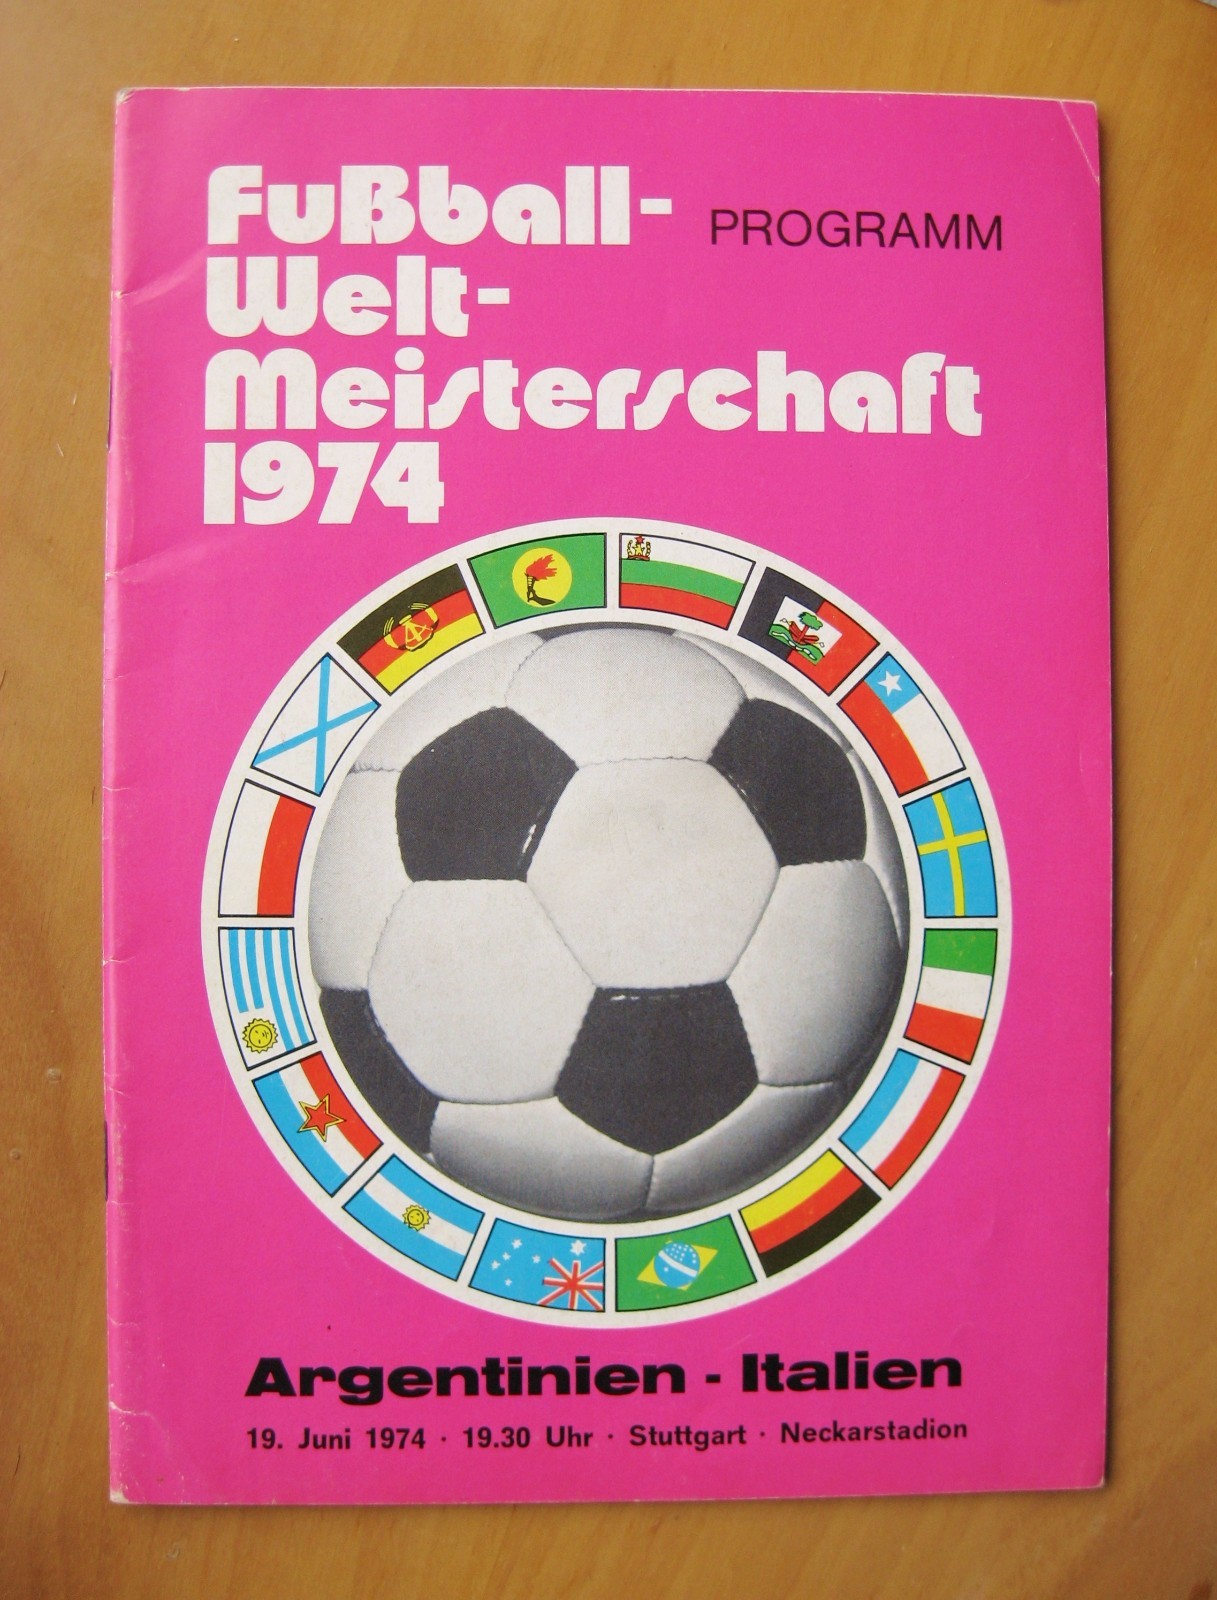 Fußball-
PROGRAMM
Welt-
Meisterschaft
1974
Argentinien - Italien
19. Juni 1974 · 19.30 Uhr · Stuttgart · Neckarstadion